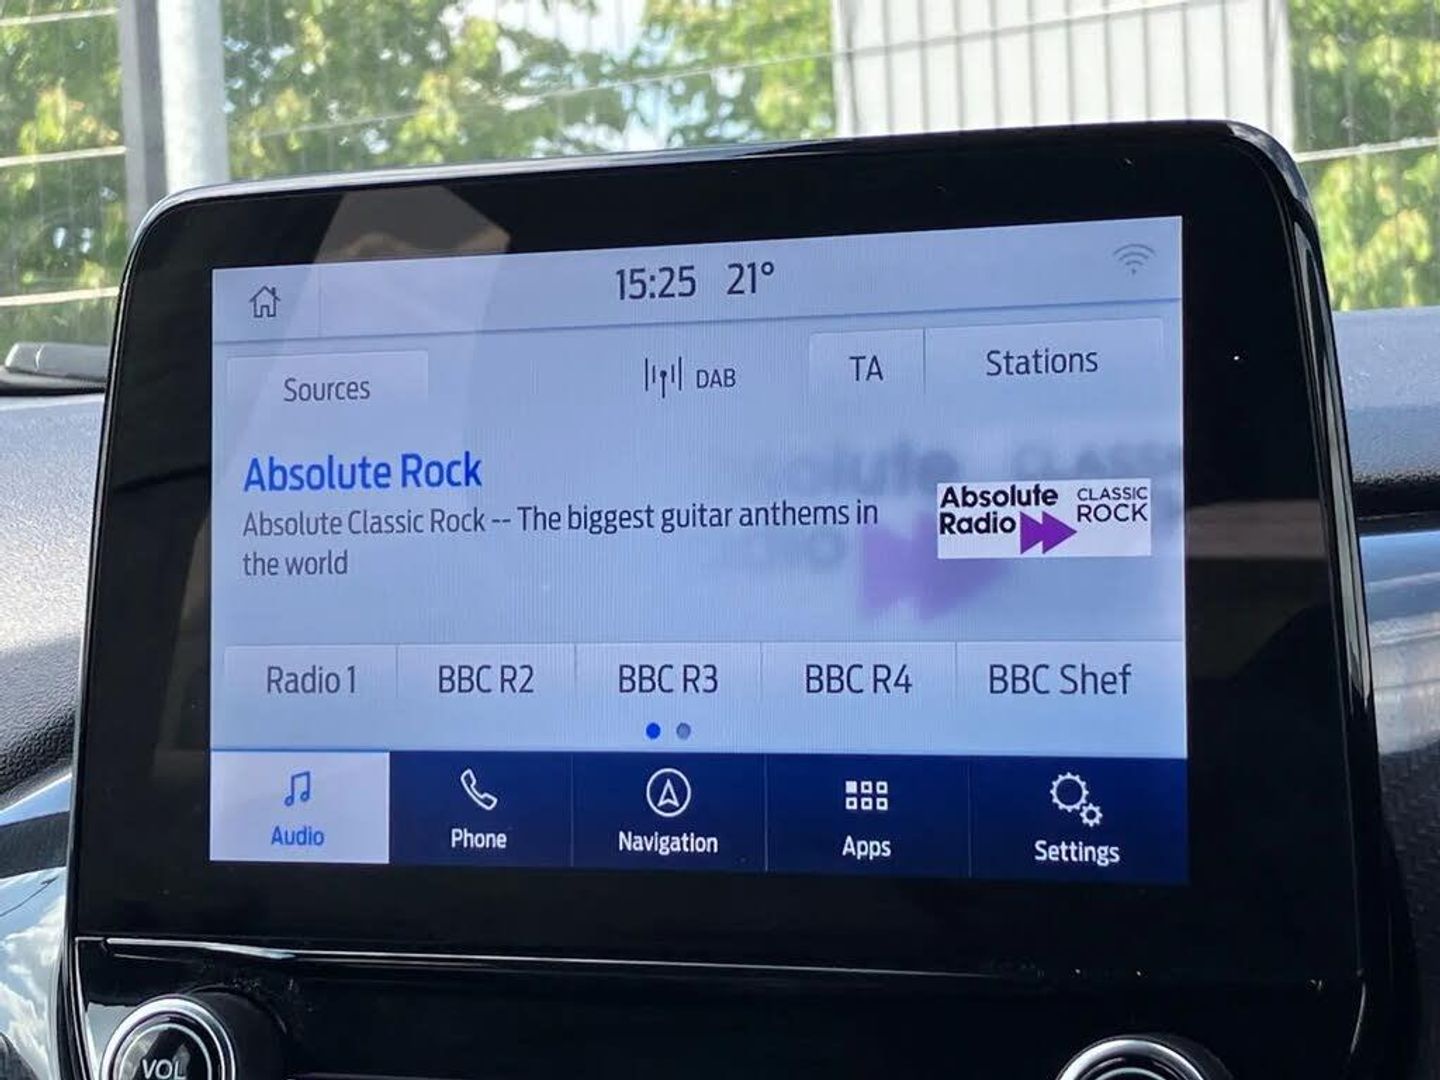 15:25 21°
Sources
DAB
TA
Stations
Absolute Rock
Absolute Classic Rock -- The biggest guitar anthems in
the world
Absolute
Radio
CLASSIC
ROCK
Radio 1
BBC R2
BBC R3
BBC R4
BBC Shef
Audio
Phone
Navigation
Apps
Settings
VOL